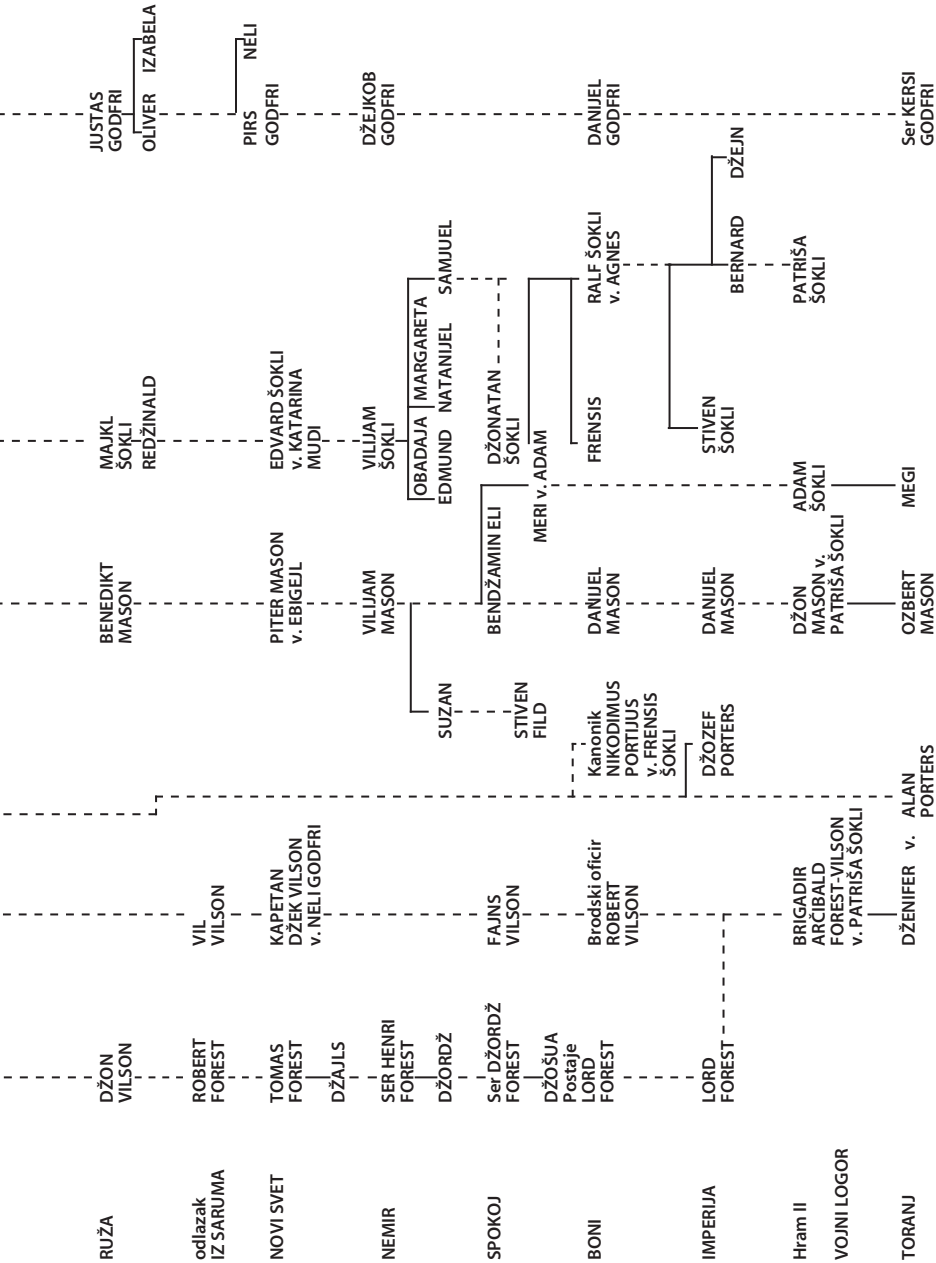 RUŽA
DŽON
VILSON
BENEDIKT
MASON
MAJKL
ŠOKLI
REDŽINALD
JUSTAS
GODFRI
OLIVER IZABELA
odlazak
IZ SARUMA
ROBERT
FOREST
VIL
VILSON
PIRS
GODFRI
NELI
NOVI SVET
TOMAS
FOREST
DŽAJLS
KAPETAN
DŽEK VILSON
v. NELI GODFRI
PITER MASON
v. EBIGEJL
EDVARD ŠOKLI
v. KATARINA
MUDI
NEMIR
SER HENRI
FOREST
DŽORDŽ
VILIJAM
MASON
SUZAN
VILIJAM
ŠOKLI
OBADAJA MARGARETA
EDMUND NATANIJEL SAMJUEL
DŽEJKOB
GODFRI
SPOKOJ
Ser DŽORDŽ
FOREST
FAJNS
VILSON
STIVEN
FILD
BENDŽAMIN ELI
DŽONATAN
ŠOKLI
MERI v. ADAM
DŽOŠUA
Postaje
LORD
FOREST
BONI
Brodski oficir
ROBERT
VILSON
Kanonik
NIKODIMUS
PORTIJUS
v. FRENSIS
ŠOKLI
DANIJEL
MASON
FRENSIS
RALF ŠOKLI
v. AGNES
DANIJEL
GODFRI
IMPERIJA
LORD
FOREST
DŽOZEF
PORTERS
DANIJEL
MASON
STIVEN
ŠOKLI
BERNARD
DŽEJN
Hram II
VOJNI LOGOR
BRIGADIR
ARČIBALD
FOREST-VILSON
v. PATRIŠA ŠOKLI
DŽON
MASON v.
PATRIŠA ŠOKLI
ADAM
ŠOKLI
PATRIŠA
ŠOKLI
TORANJ
DŽENIFER v. ALAN
PORTERS
OZBERT
MASON
MEGI
Ser KERSI
GODFRI